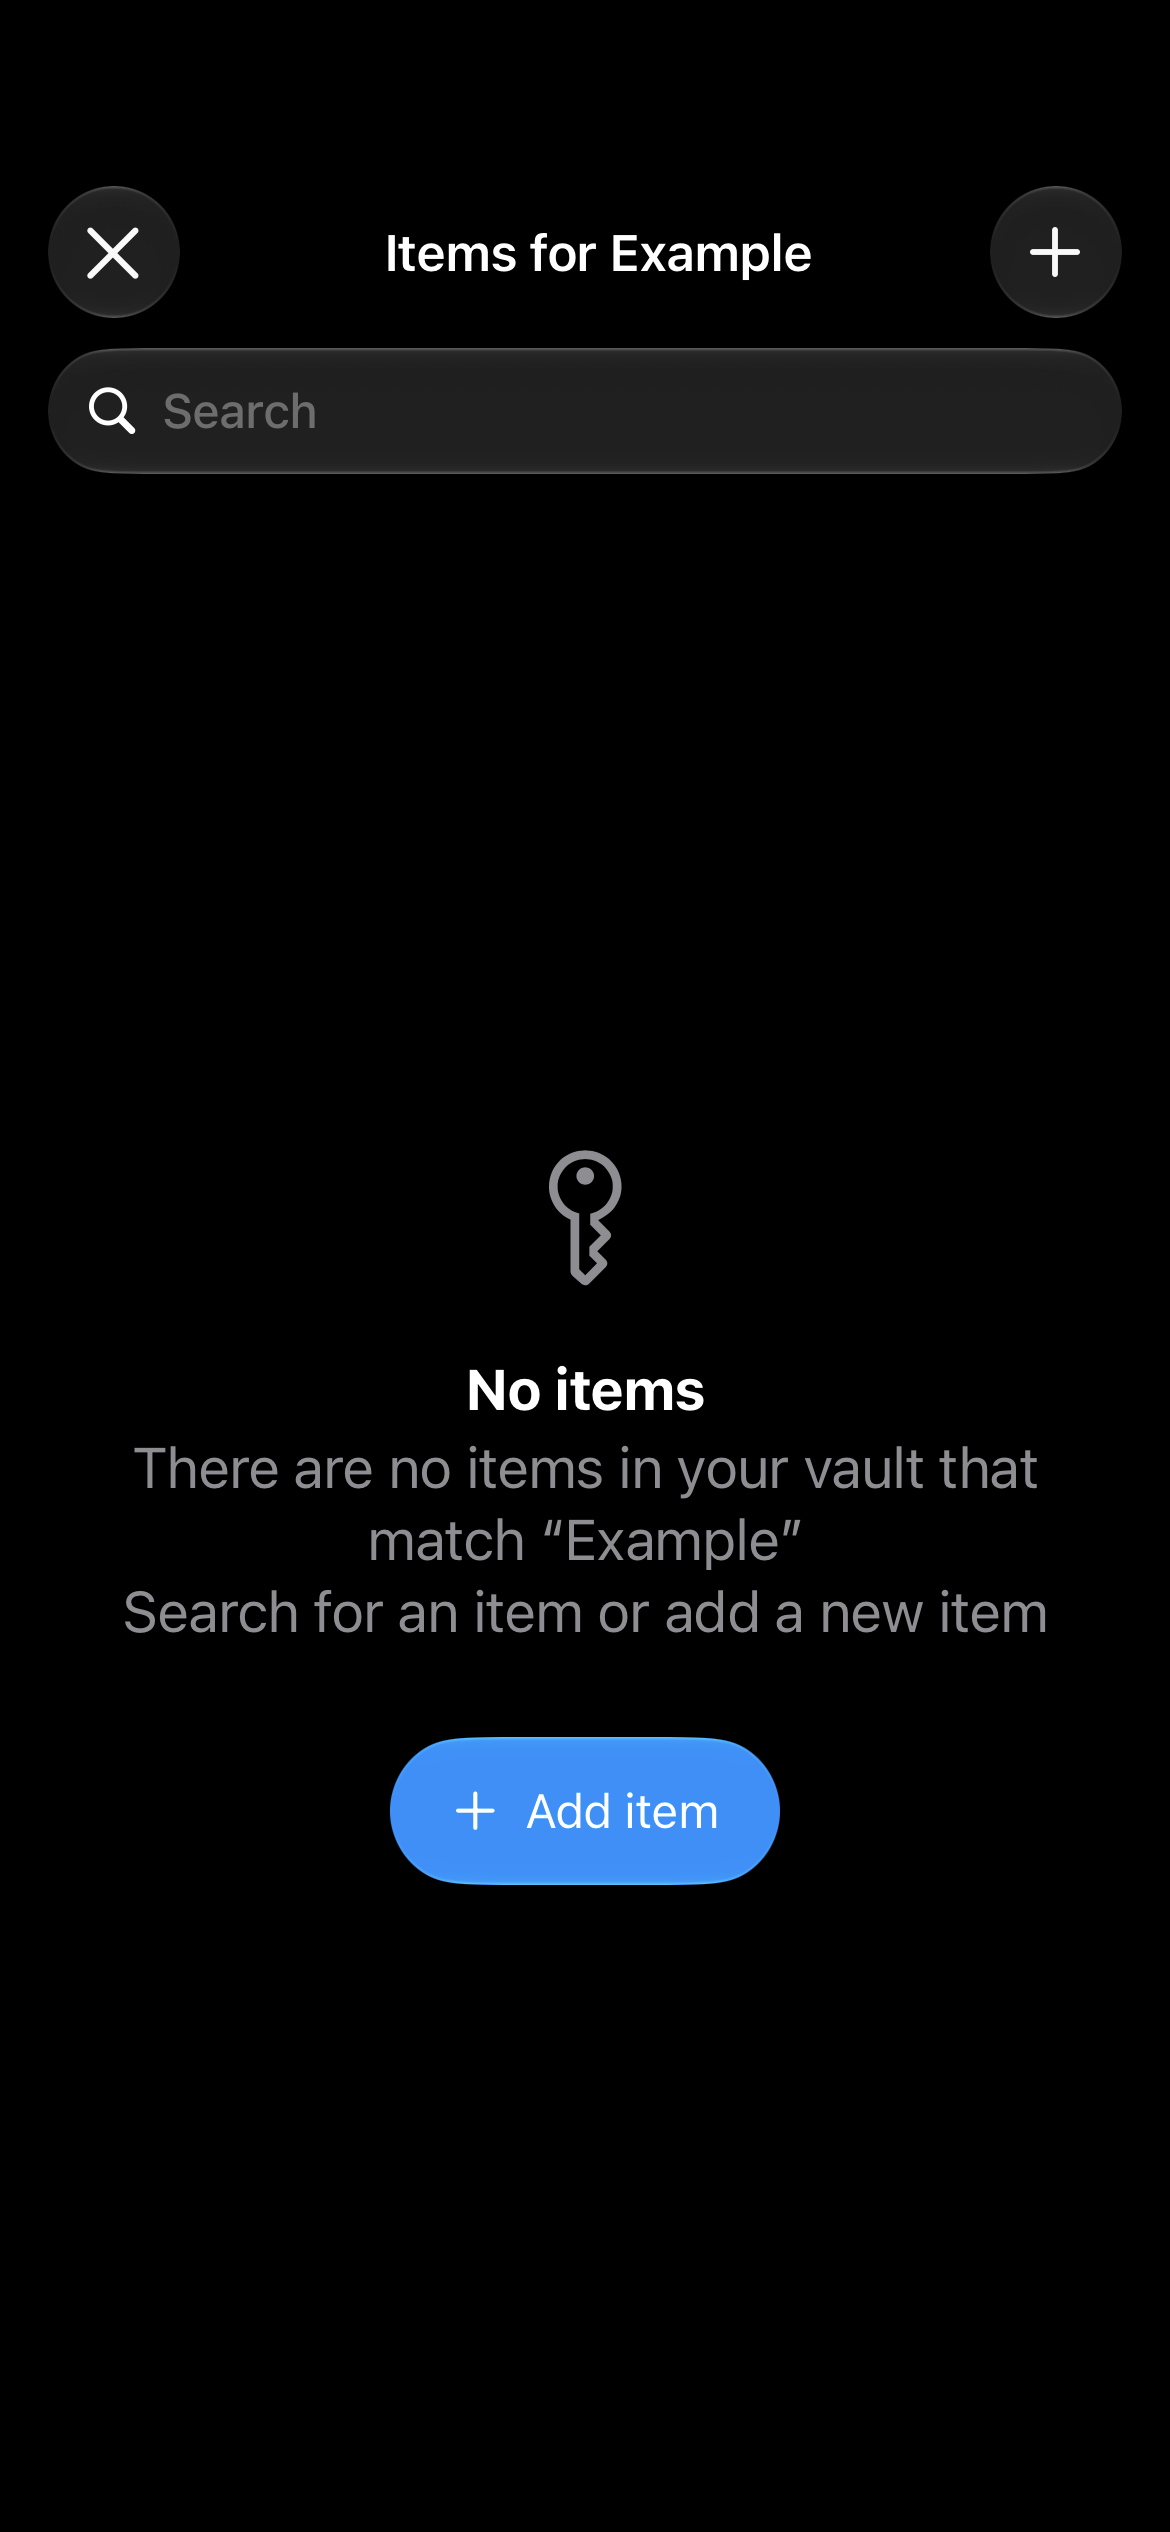 Items for Example
Search
No items
There are no items in your vault that
match “Example”
Search for an item or add a new item
Add item